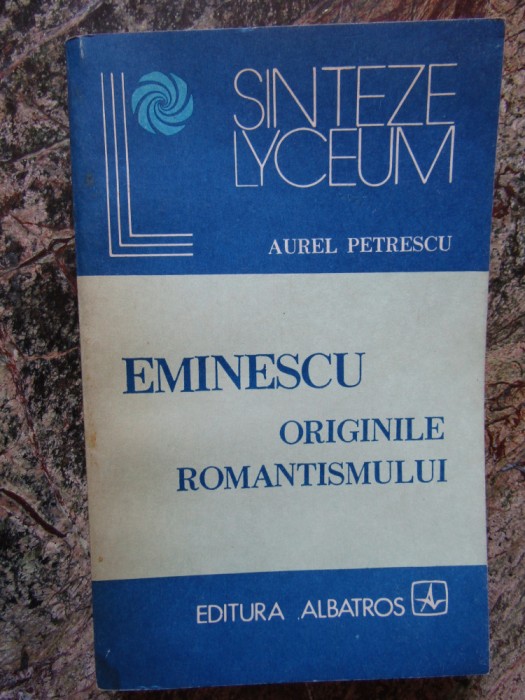 SINTEZE
LYCEUM
AUREL PETRESCU
EMINESCU
ORIGINILE
ROMANTISMULUI
EDITURA ALBATROS